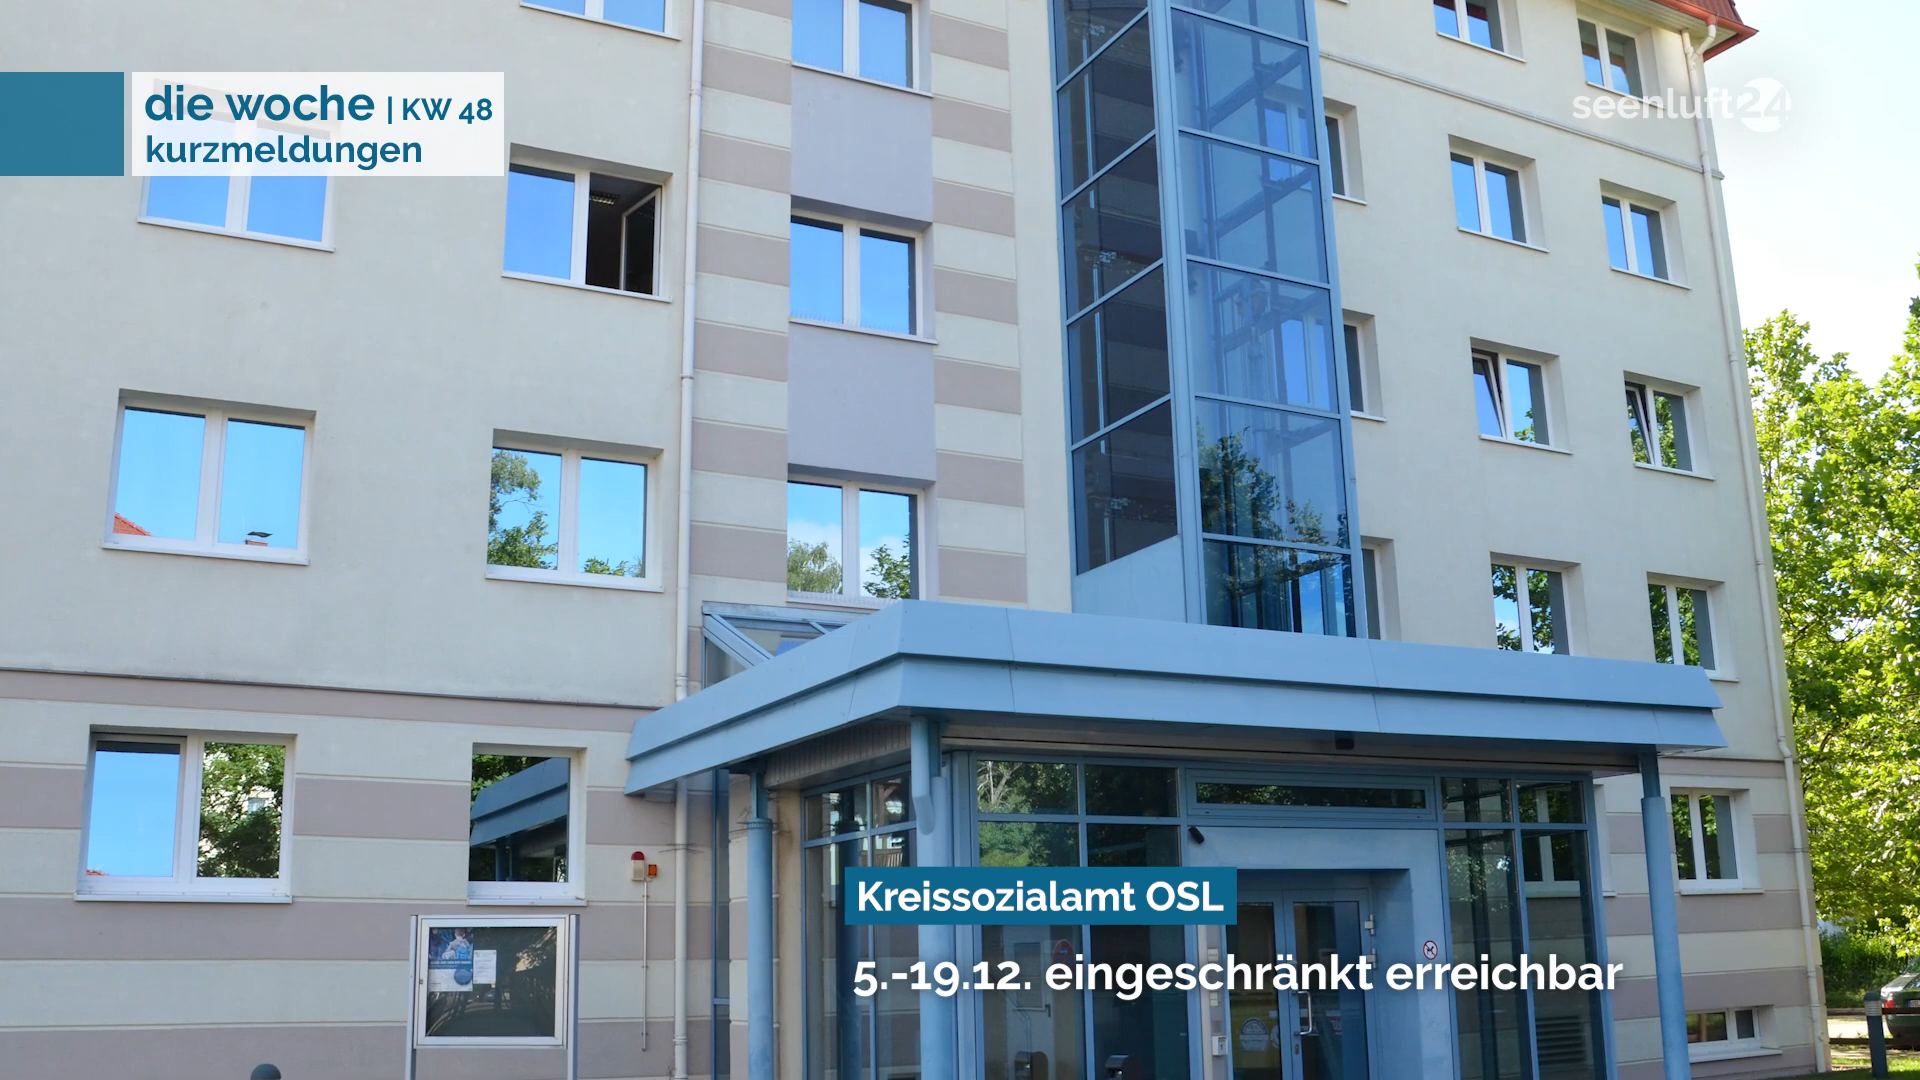 die woche | KW 48
kurzmeldungen
seenluft24
Kreissozialamt OSL
5.-19.12. eingeschränkt erreichbar